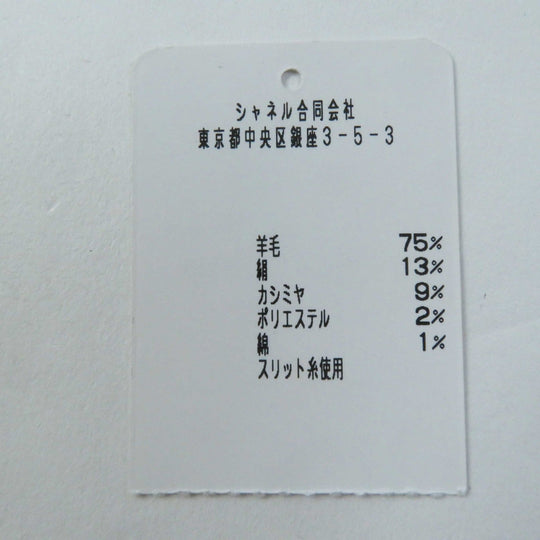 シャネル合同会社
東京都中央区銀座3-5-3
羊毛 75%
絹 13%
カシミヤ 9%
ポリエステル 2%
綿 1%
スリット糸使用